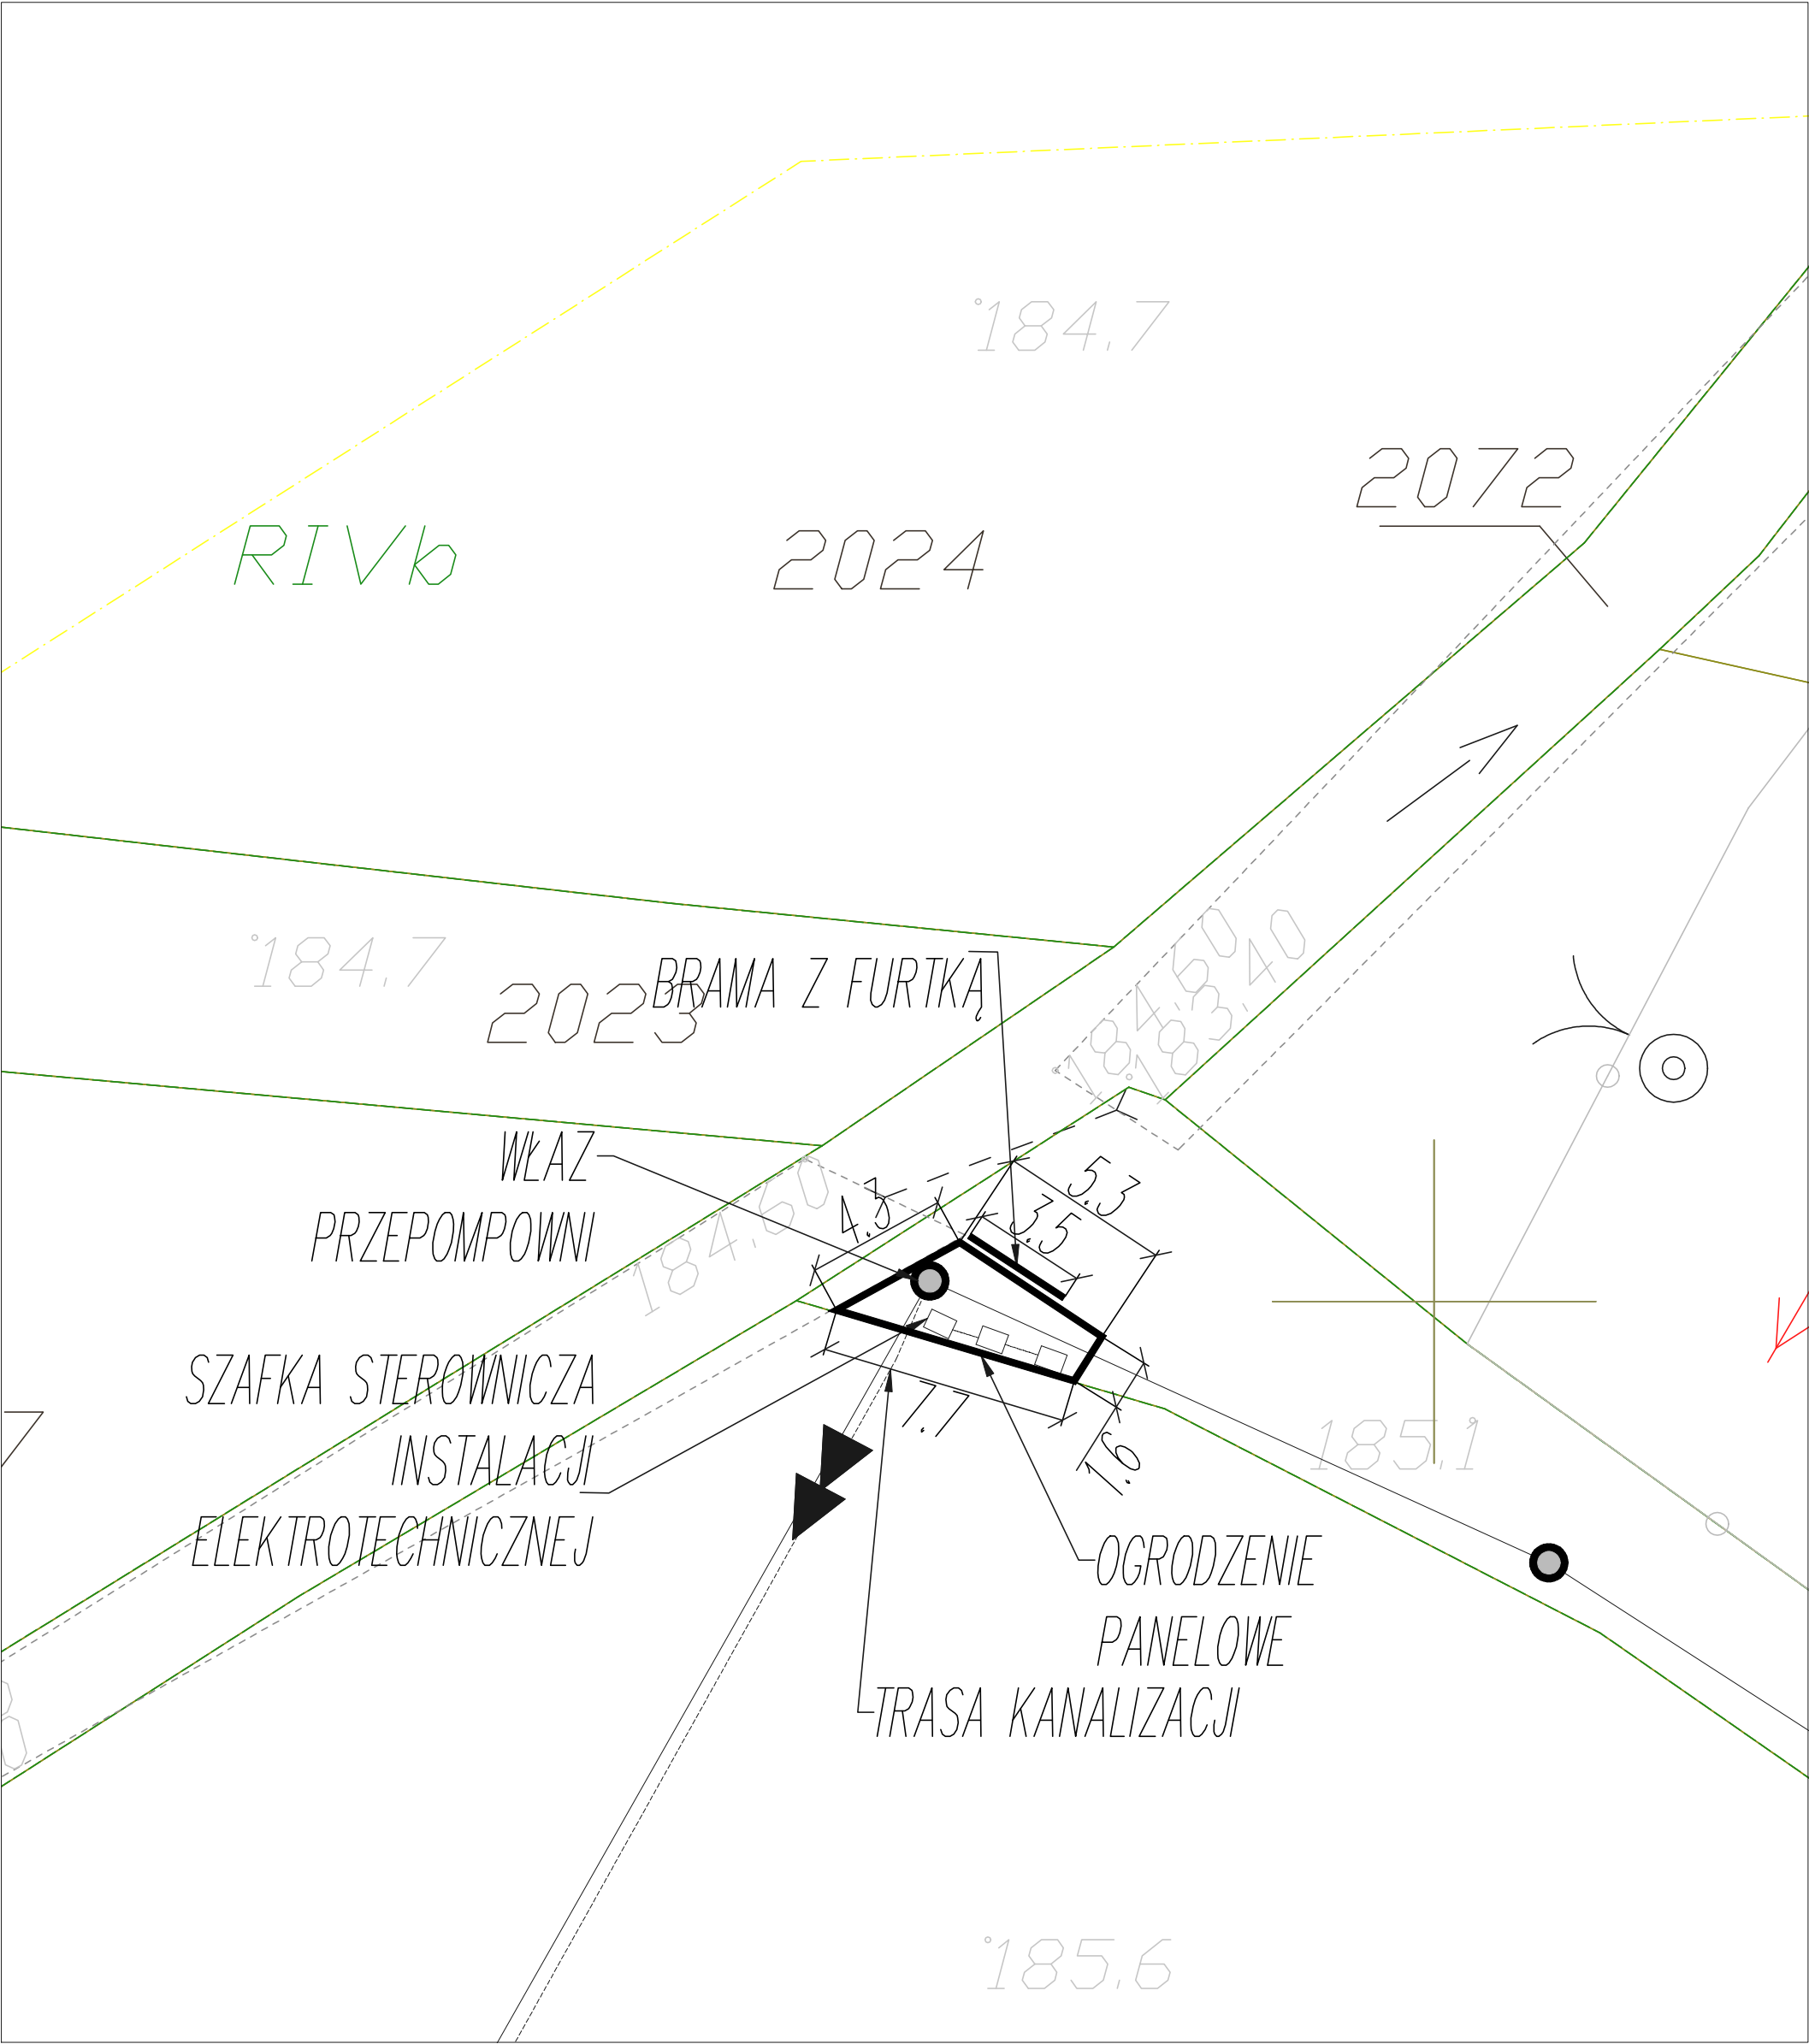 184.7
2072
RIVb
2024
184.7
BRAMA Z FURTKĄ
2023
184.50
183.40
WŁAZ
PRZEPOMPOWNI
184.60
4.3
5.3
3.5
SZAFKA STEROWNICZA
INSTALACJI
ELEKTROTECHNICZNEJ
7.7
1.6
185.1
7
OGRODZENIE
PANELOWE
TRASA KANALIZACJI
185.6